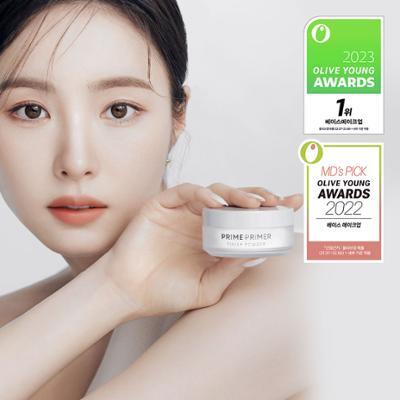 2023
OLIVE YOUNG
AWARDS
1위
베이스메이크업
MD's PICK
OLIVE YOUNG
AWARDS
2022
베이스 메이크업
PRIME PRIMER
FINISH POWDER